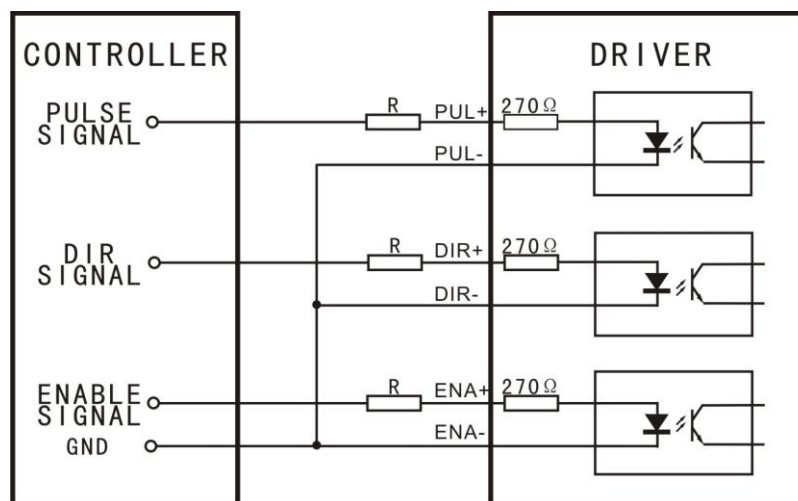 CONTROLLER
DRIVER
PULSE
SIGNAL
R
PUL+
270Ω
PUL-
DIR
SIGNAL
R
DIR+
270Ω
DIR-
ENABLE
SIGNAL
R
ENA+
270Ω
GND
ENA-